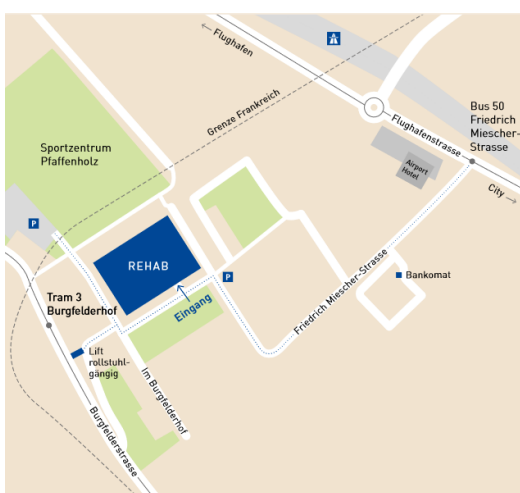 ← Flughafen
Grenze Frankreich
Flughafenstrasse
Bus 50
Friedrich
Miescher-
Strasse
Sportzentrum
Pfaffenholz
Airport
Hotel
City →
P
REHAB
P
Eingang
Bankomat
Friedrich Miescher-Strasse
Tram 3
Burgfelderhof
Lift
rollstuhl-
gängig
Im Burgfelderhof
Burgfelderstrasse